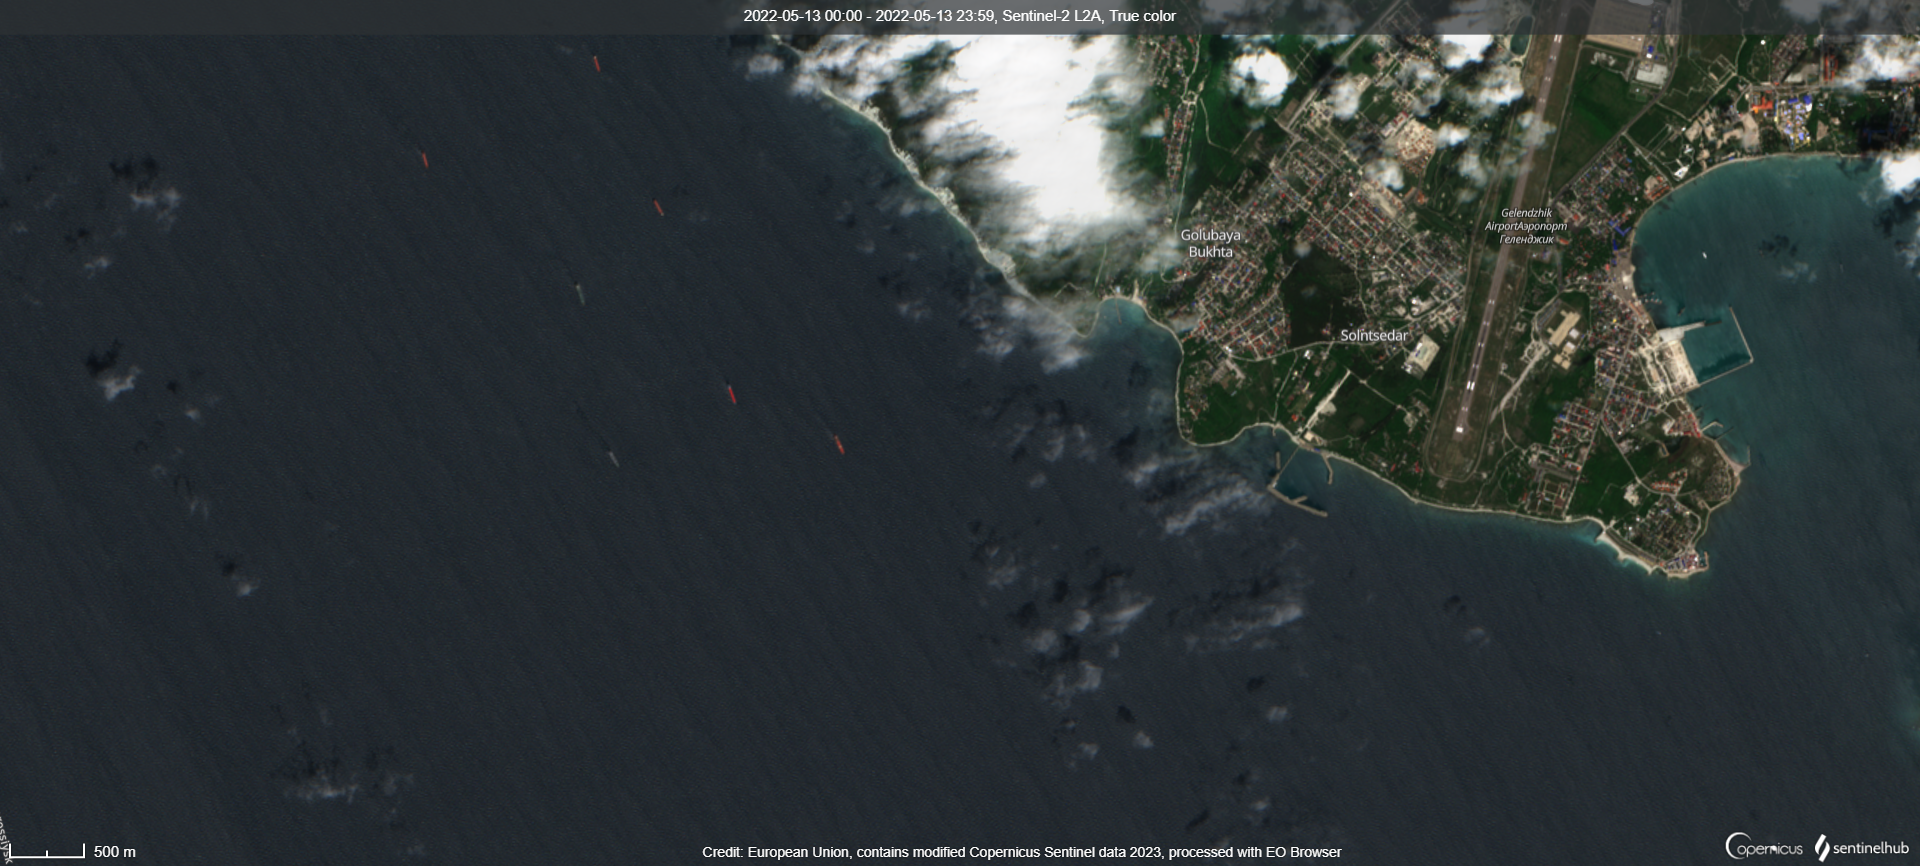 2022-05-13 00:00 - 2022-05-13 23:59, Sentinel-2 L2A, True color
Gelendzhik
AirportАэропорт
Геленджик
Golubaya
Bukhta
Solntsedar
500 m
Credit: European Union, contains modified Copernicus Sentinel data 2023, processed with EO Browser
opernicus
sentinelhub